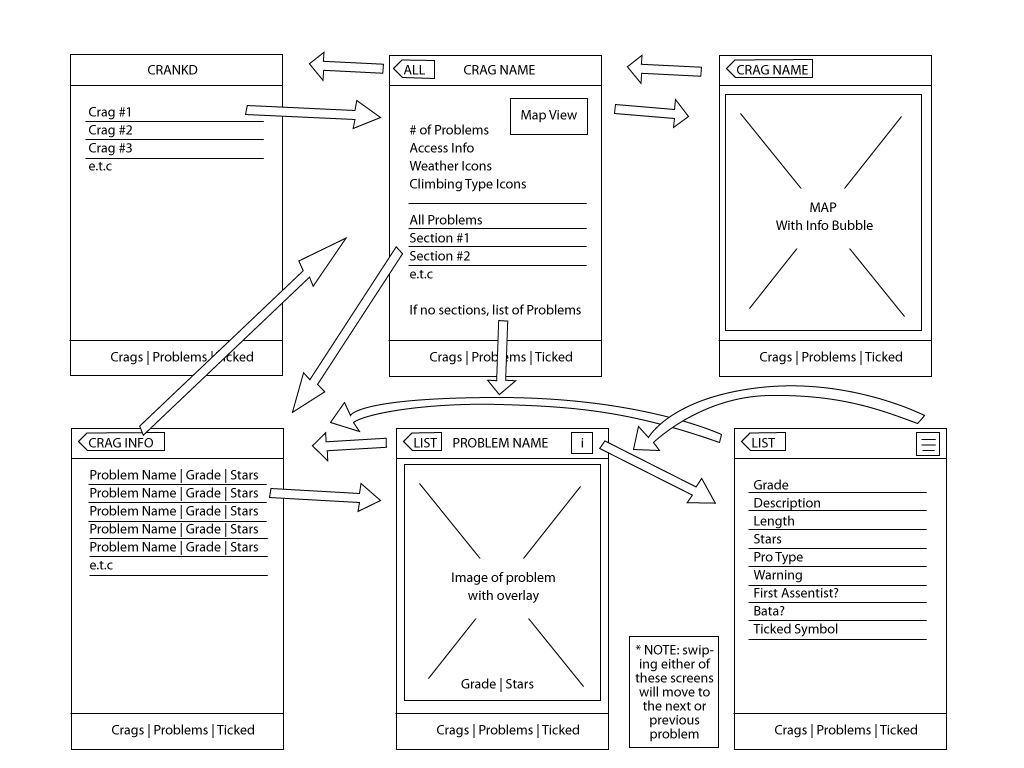 CRANKD
Crag #1
Crag #2
Crag #3
e.t.c
Crags | Problems | Ticked
ALL
CRAG NAME
Map View
# of Problems
Access Info
Weather Icons
Climbing Type Icons
All Problems
Section #1
Section #2
e.t.c
If no sections, list of Problems
Crags | Problems | Ticked
CRAG NAME
MAP
With Info Bubble
Crags | Problems | Ticked
CRAG INFO
Problem Name | Grade | Stars
Problem Name | Grade | Stars
Problem Name | Grade | Stars
Problem Name | Grade | Stars
Problem Name | Grade | Stars
e.t.c
Crags | Problems | Ticked
LIST
PROBLEM NAME
i
Image of problem
with overlay
Grade | Stars
Crags | Problems | Ticked
* NOTE: swip-
ing either of
these screens
will move to
the next or
previous
problem
LIST
Grade
Description
Length
Stars
Pro Type
Warning
First Assentist?
Bata?
Ticked Symbol
Crags | Problems | Ticked